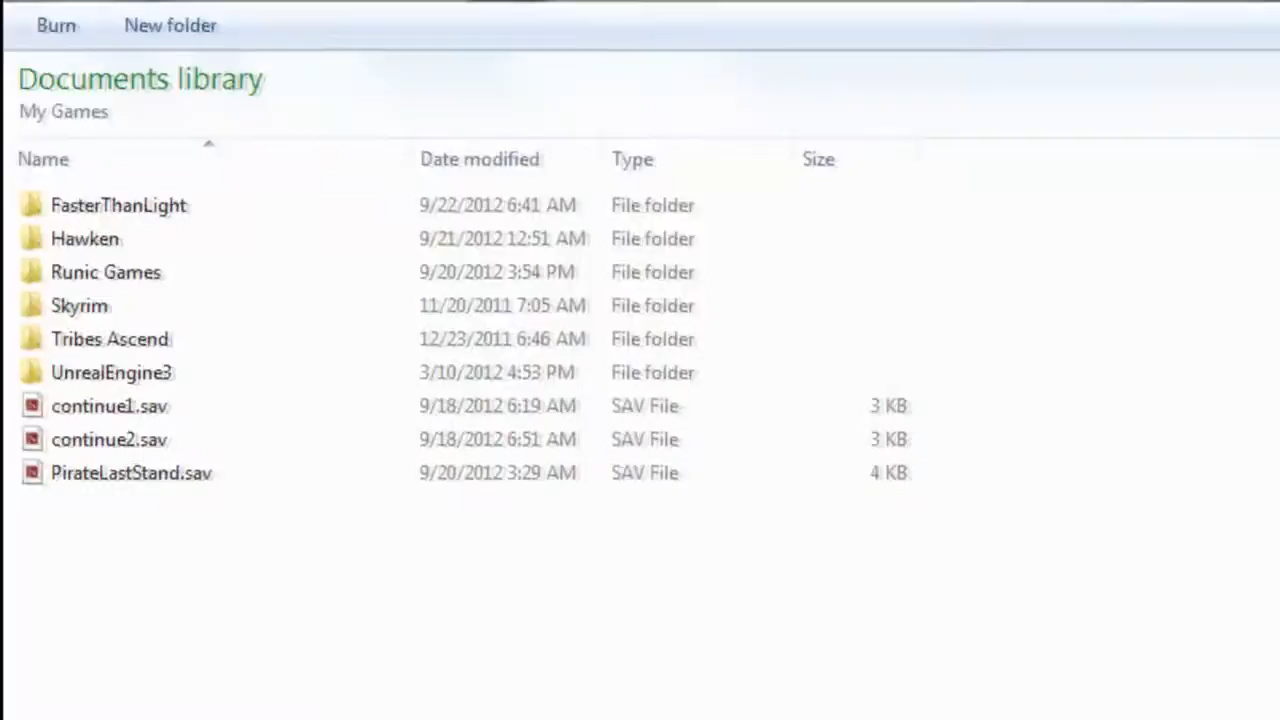 Burn New folder
Documents library
My Games
Name Date modified Type Size
FasterThanLight 9/22/2012 6:41 AM File folder
Hawken 9/21/2012 12:51 AM File folder
Runic Games 9/20/2012 3:54 PM File folder
Skyrim 11/20/2011 7:05 AM File folder
Tribes Ascend 12/23/2011 6:46 AM File folder
UnrealEngine3 3/10/2012 4:53 PM File folder
continue1.sav 9/18/2012 6:19 AM SAV File 3 KB
continue2.sav 9/18/2012 6:51 AM SAV File 3 KB
PirateLastStand.sav 9/20/2012 3:29 AM SAV File 4 KB